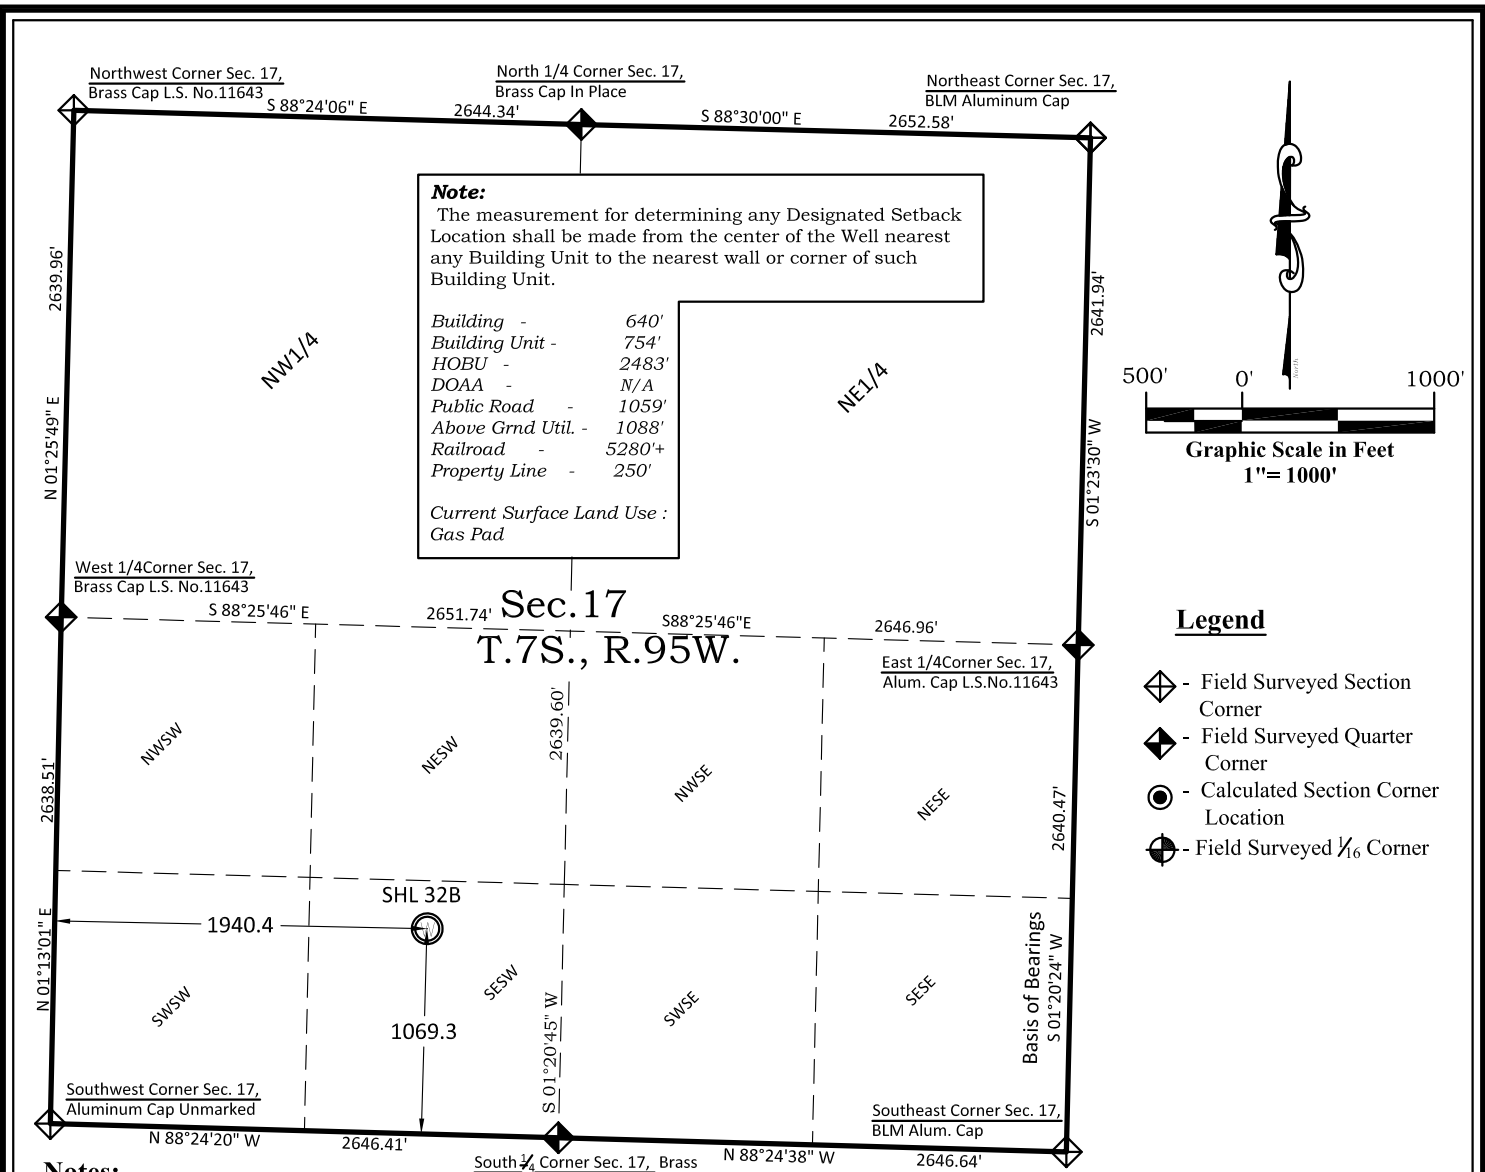 Northwest Corner Sec. 17,
Brass Cap L.S. No.11643
S 88°24'06" E
2644.34'
North 1/4 Corner Sec. 17,
Brass Cap In Place
S 88°30'00" E
2652.58'
Northeast Corner Sec. 17,
BLM Aluminum Cap
Note:
The measurement for determining any Designated Setback
Location shall be made from the center of the Well nearest
any Building Unit to the nearest wall or corner of such
Building Unit.
Building - 640'
Building Unit - 754'
HOBU - 2483'
DOAA - N/A
Public Road - 1059'
Above Grnd Util. - 1088'
Railroad - 5280'+
Property Line - 250'
Current Surface Land Use :
Gas Pad
2639.96'
N 01°25'49" E
NW1/4
NE1/4
2641.94'
S 01°23'30" W
North
500' 0' 1000'
Graphic Scale in Feet
1"= 1000'
West 1/4Corner Sec. 17,
Brass Cap L.S. No.11643
S 88°25'46" E
2651.74'
Sec.17
T.7S., R.95W.
S88°25'46"E
2646.96'
East 1/4Corner Sec. 17,
Alum. Cap L.S.No.11643
Legend
- Field Surveyed Section
Corner
- Field Surveyed Quarter
Corner
- Calculated Section Corner
Location
- Field Surveyed 1/16 Corner
2638.51'
N 01°13'01" E
NWSW
NESW
2639.60'
NWSE
NESE
2640.47'
SHL 32B
1940.4
1069.3
SWSW
SESW
S 01°20'45" W
SWSE
SESE
Basis of Bearings
S 01°20'24" W
Southwest Corner Sec. 17,
Aluminum Cap Unmarked
N 88°24'20" W
2646.41'
South 1/4 Corner Sec. 17, Brass
Southeast Corner Sec. 17,
BLM Alum. Cap
N 88°24'38" W
2646.64'
Notes: